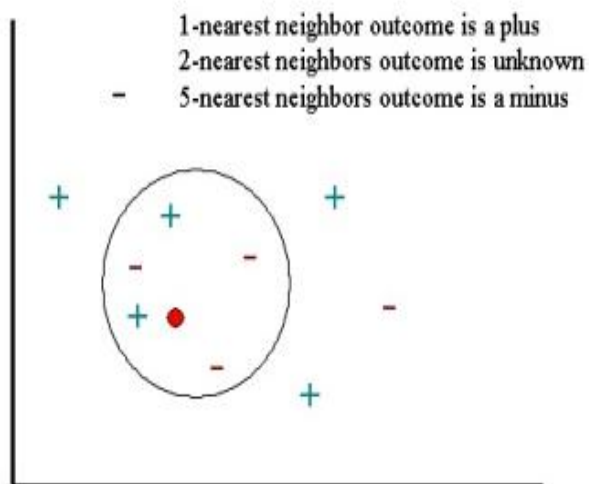 1-nearest neighbor outcome is a plus
2-nearest neighbors outcome is unknown
5-nearest neighbors outcome is a minus